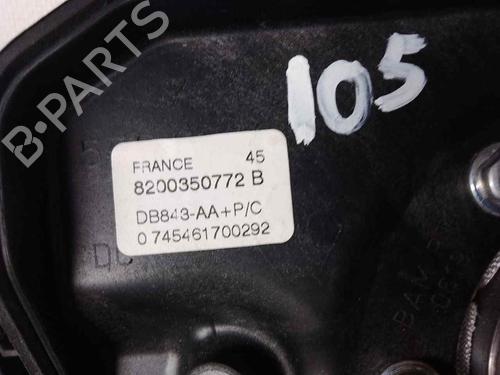 B-PARTS
105
FRANCE 45
8200350772 B
DB843-AA+P/C
0 745461700292